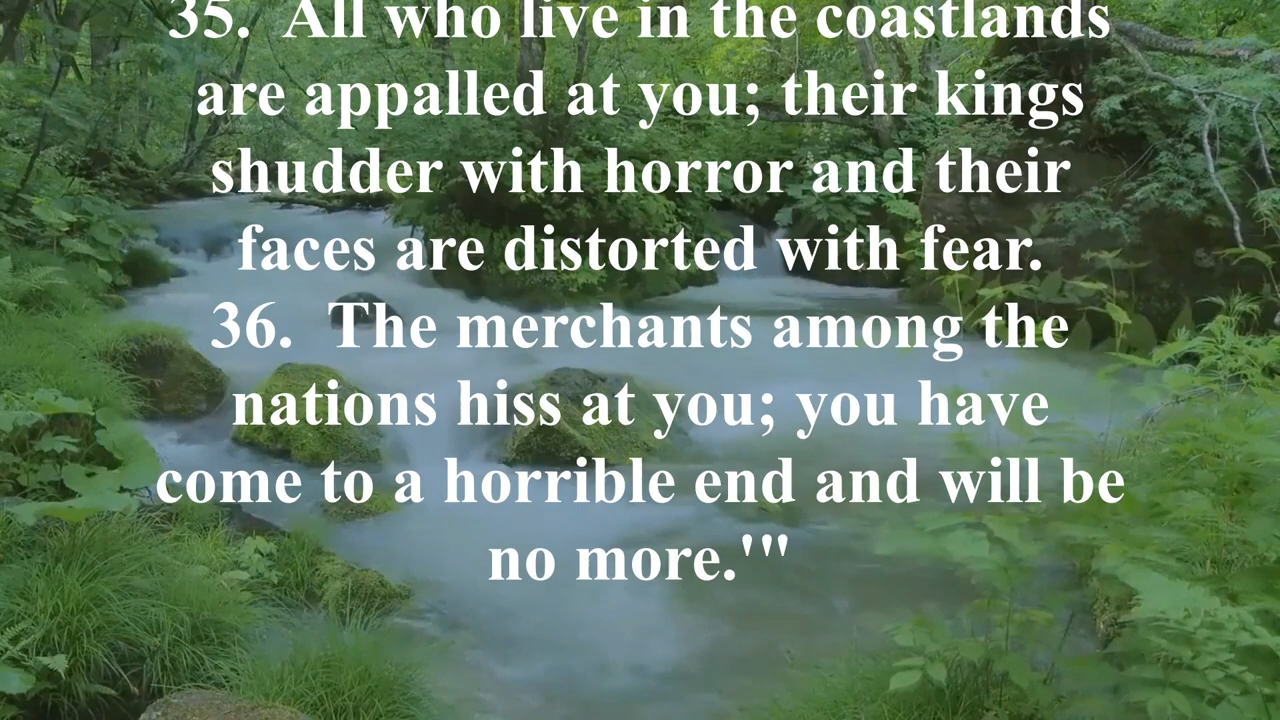 35.  All who live in the coastlands
are appalled at you; their kings
shudder with horror and their
faces are distorted with fear.
36.  The merchants among the
nations hiss at you; you have
come to a horrible end and will be
no more.'"